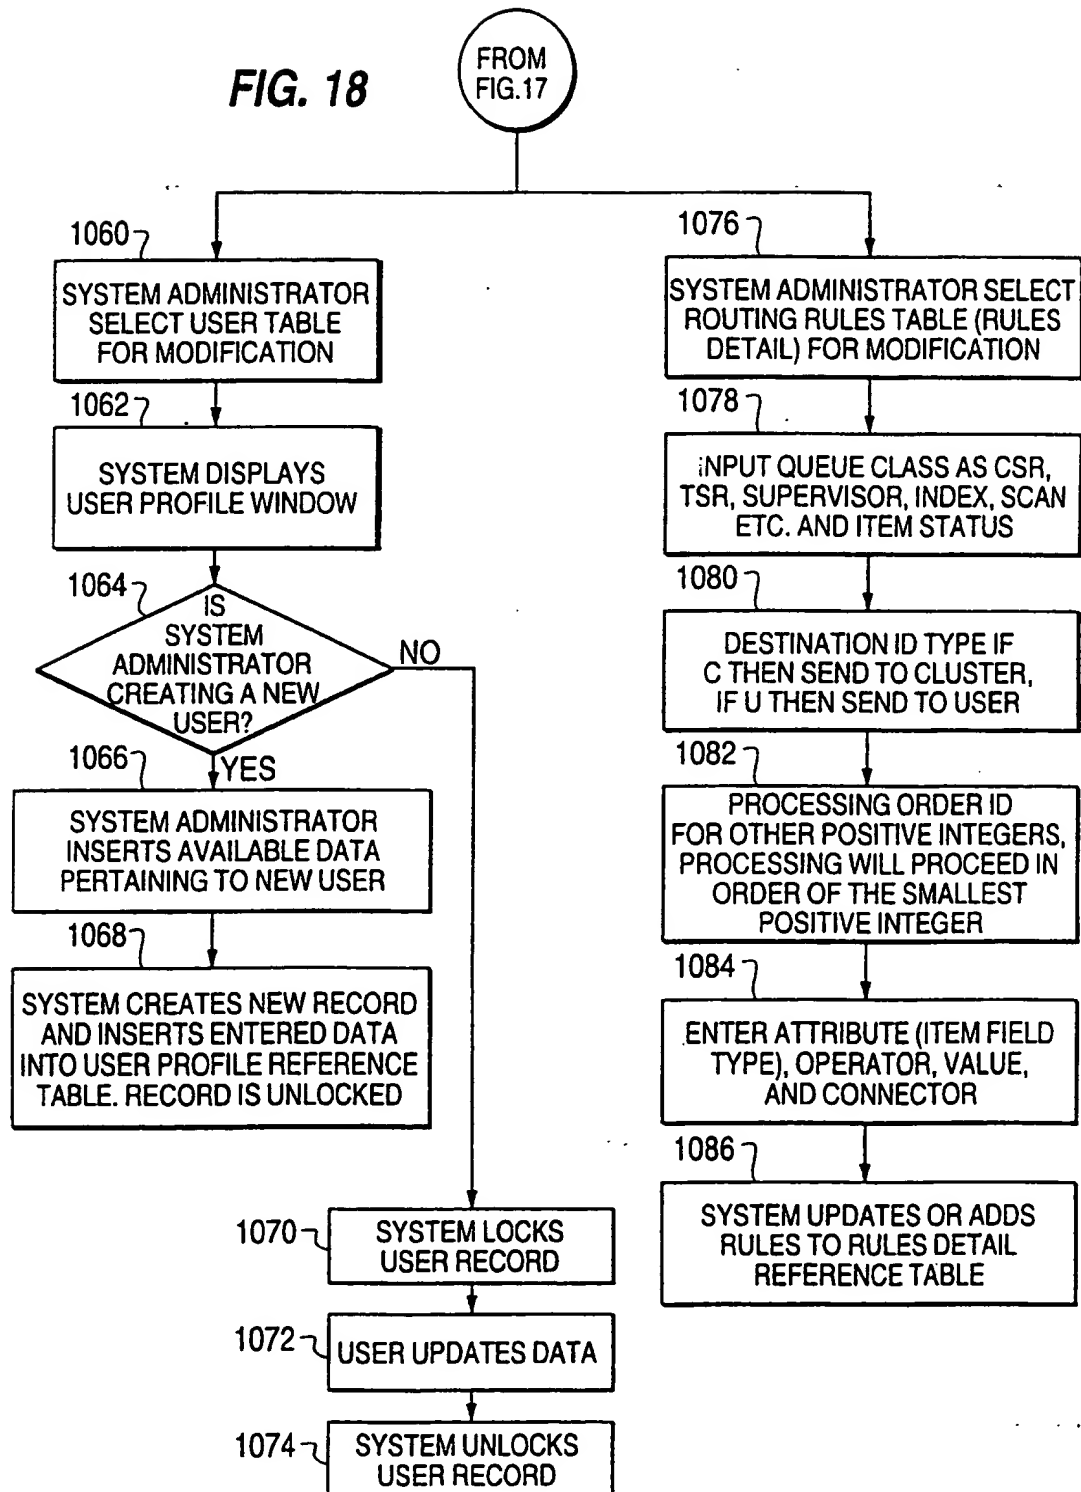 FIG. 18
FROM
FIG.17
1060
SYSTEM ADMINISTRATOR
SELECT USER TABLE
FOR MODIFICATION
1062
SYSTEM DISPLAYS
USER PROFILE WINDOW
1064
IS
SYSTEM
ADMINISTRATOR
CREATING A NEW
USER?
NO
YES
1066
SYSTEM ADMINISTRATOR
INSERTS AVAILABLE DATA
PERTAINING TO NEW USER
1068
SYSTEM CREATES NEW RECORD
AND INSERTS ENTERED DATA
INTO USER PROFILE REFERENCE
TABLE. RECORD IS UNLOCKED
1070
SYSTEM LOCKS
USER RECORD
1072
USER UPDATES DATA
1074
SYSTEM UNLOCKS
USER RECORD
1076
SYSTEM ADMINISTRATOR SELECT
ROUTING RULES TABLE (RULES
DETAIL) FOR MODIFICATION
1078
INPUT QUEUE CLASS AS CSR,
TSR, SUPERVISOR, INDEX, SCAN
ETC. AND ITEM STATUS
1080
DESTINATION ID TYPE IF
C THEN SEND TO CLUSTER,
IF U THEN SEND TO USER
1082
PROCESSING ORDER ID
FOR OTHER POSITIVE INTEGERS,
PROCESSING WILL PROCEED IN
ORDER OF THE SMALLEST
POSITIVE INTEGER
1084
ENTER ATTRIBUTE (ITEM FIELD
TYPE), OPERATOR, VALUE,
AND CONNECTOR
1086
SYSTEM UPDATES OR ADDS
RULES TO RULES DETAIL
REFERENCE TABLE